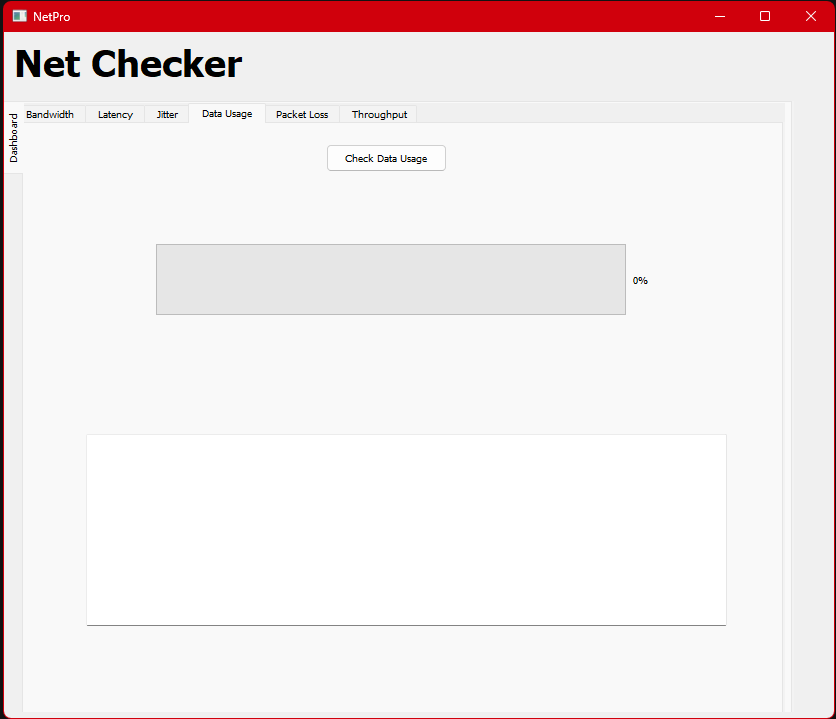 NetPro
Net Checker
Dashboard
Bandwidth Latency Jitter Data Usage Packet Loss Throughput
Check Data Usage
0%